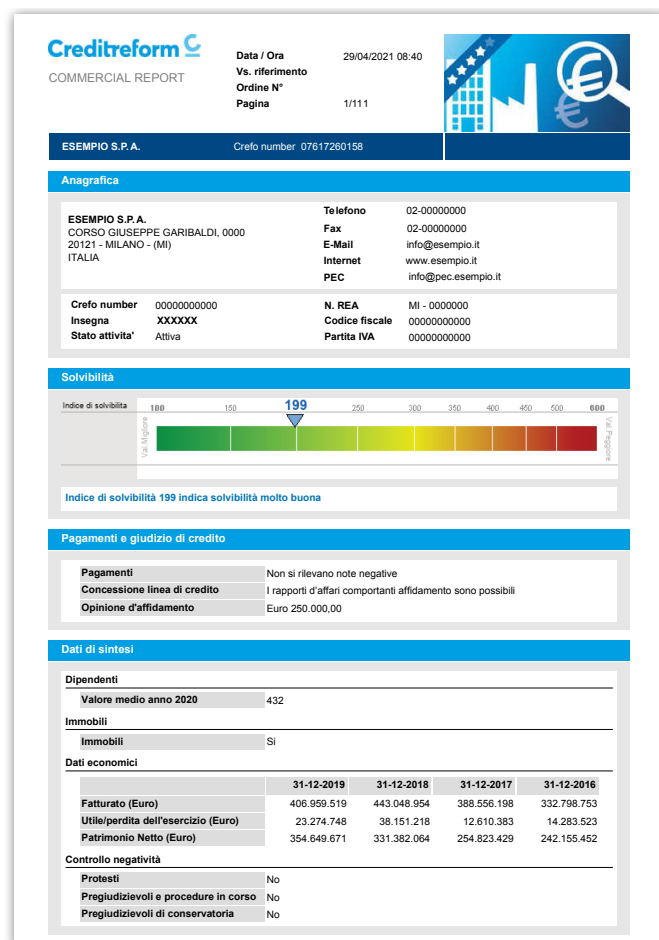 Creditreform
COMMERCIAL REPORT
Data / Ora 29/04/2021 08:40
Vs. riferimento
Ordine N°
Pagina 1/111
ESEMPIO S.P.A. Crefo number 07617260158
Anagrafica
ESEMPIO S.P.A.
CORSO GIUSEPPE GARIBALDI, 0000
20121 - MILANO - (MI)
ITALIA
Telefono 02-00000000
Fax 02-00000000
E-Mail info@esempio.it
Internet www.esempio.it
PEC info@pec.esempio.it
Crefo number 00000000000
Insegna XXXXXX
Stato attivita' Attiva
N. REA MI - 0000000
Codice fiscale 00000000000
Partita IVA 00000000000
Solvibilità
Indice di solvibilita 100 150 199 250 300 350 400 450 500 600
Val.Migliore
Val.Peggiore
Indice di solvibilità 199 indica solvibilità molto buona
Pagamenti e giudizio di credito
Pagamenti Non si rilevano note negative
Concessione linea di credito I rapporti d'affari comportanti affidamento sono possibili
Opinione d'affidamento Euro 250.000,00
Dati di sintesi
Dipendenti
Valore medio anno 2020 432
Immobili
Immobili Si
Dati economici
31-12-2019 31-12-2018 31-12-2017 31-12-2016
Fatturato (Euro) 406.959.519 443.048.954 388.556.198 332.798.753
Utile/perdita dell'esercizio (Euro) 23.274.748 38.151.218 12.610.383 14.283.523
Patrimonio Netto (Euro) 354.649.671 331.382.064 254.823.429 242.155.452
Controllo negatività
Protesti No
Pregiudizievoli e procedure in corso No
Pregiudizievoli di conservatoria No